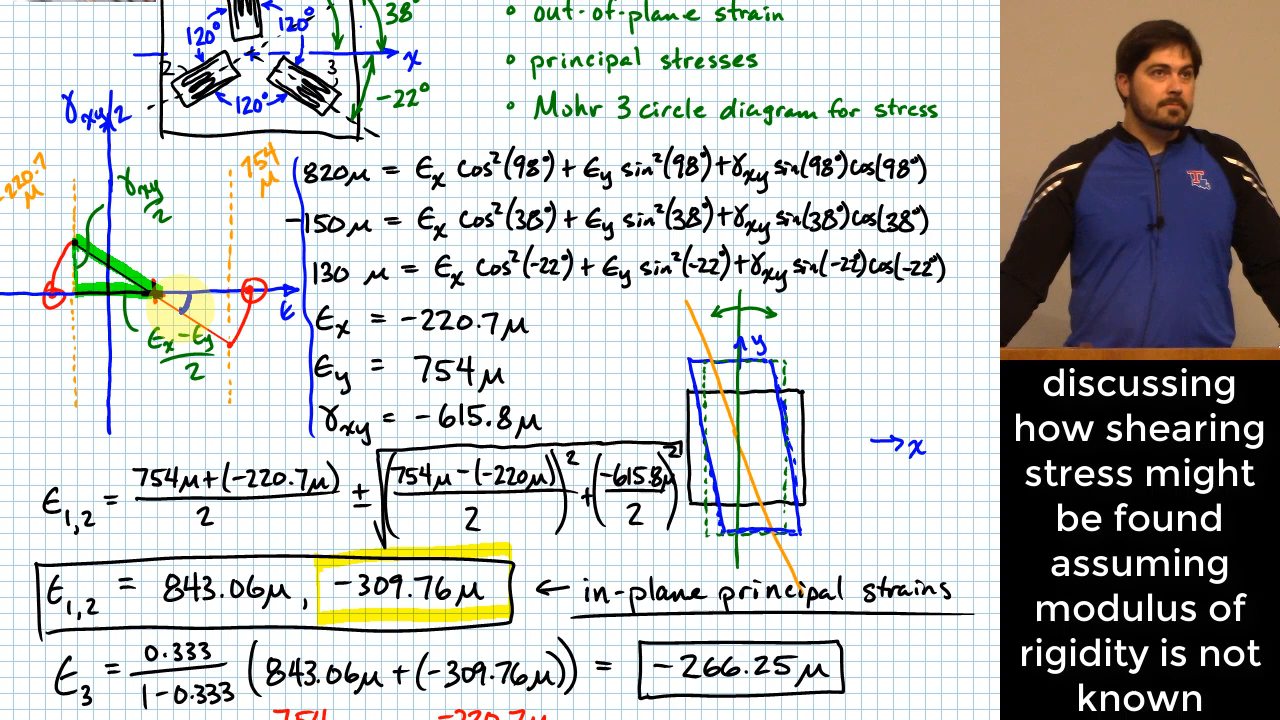 • out-of-plane strain
• principal stresses
• Mohr 3 circle diagram for stress
120° 120° 38°
x
2 3
120° -22°
γxy/2
-220.7 μ
754 μ
γxy/2
ε
εx-εy/2
820μ = εx cos²(98°) + εy sin²(98°) + γxy sin(98°)cos(98°)
-150μ = εx cos²(38°) + εy sin²(38°) + γxy sin(38°)cos(38°)
130 μ = εx cos²(-22°) + εy sin²(-22°) + γxy sin(-22°)cos(-22°)
εx = -220.7μ
εy = 754μ
γxy = -615.8μ
y
x
ε1,2 = 754μ+(-220.7μ)/2 ± √((754μ-(-220μ))/2)² + (-615.8μ/2)²
ε1,2 = 843.06μ, -309.76μ ← in-plane principal strains
ε3 = 0.333/1-0.333 (843.06μ+(-309.76μ)) = -266.25μ
754 -220.7μ
T
discussing
how shearing
stress might
be found
assuming
modulus of
rigidity is not
known